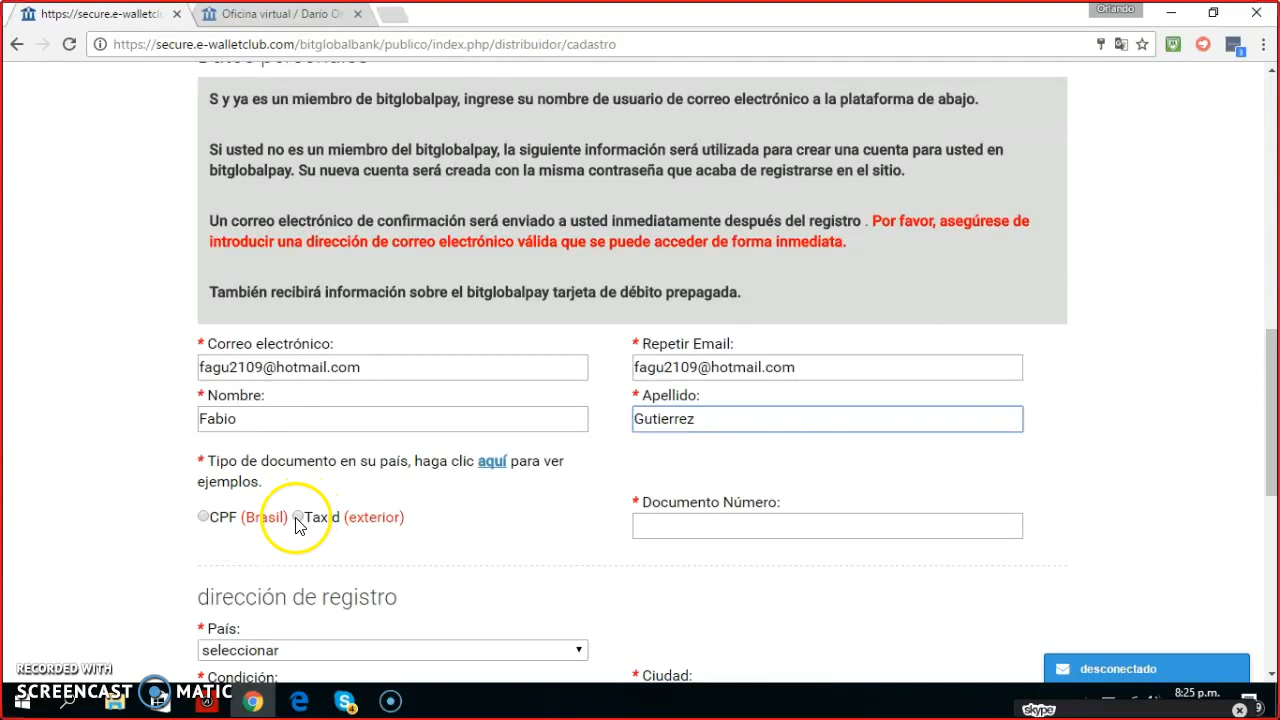 https://secure.e-walletclu
Oficina virtual / Dario O
Orlando
https://secure.e-walletclub.com/bitglobalbank/publico/index.php/distribuidor/cadastro
Datos personales
S y ya es un miembro de bitglobalpay, ingrese su nombre de usuario de correo electrónico a la plataforma de abajo.
Si usted no es un miembro del bitglobalpay, la siguiente información será utilizada para crear una cuenta para usted en
bitglobalpay. Su nueva cuenta será creada con la misma contraseña que acaba de registrarse en el sitio.
Un correo electrónico de confirmación será enviado a usted inmediatamente después del registro . Por favor, asegúrese de
introducir una dirección de correo electrónico válida que se puede acceder de forma inmediata.
También recibirá información sobre el bitglobalpay tarjeta de débito prepagada.
* Correo electrónico:
* Repetir Email:
fagu2109@hotmail.com
fagu2109@hotmail.com
* Nombre:
* Apellido:
Fabio
Gutierrez
* Tipo de documento en su país, haga clic aquí para ver
ejemplos.
* Documento Número:
CPF (Brasil) Tax id (exterior)
dirección de registro
* País:
seleccionar
* Condición:
* Ciudad:
desconectado
RECORDED WITH
SCREENCAST MATIC
8:25 p.m.
skype